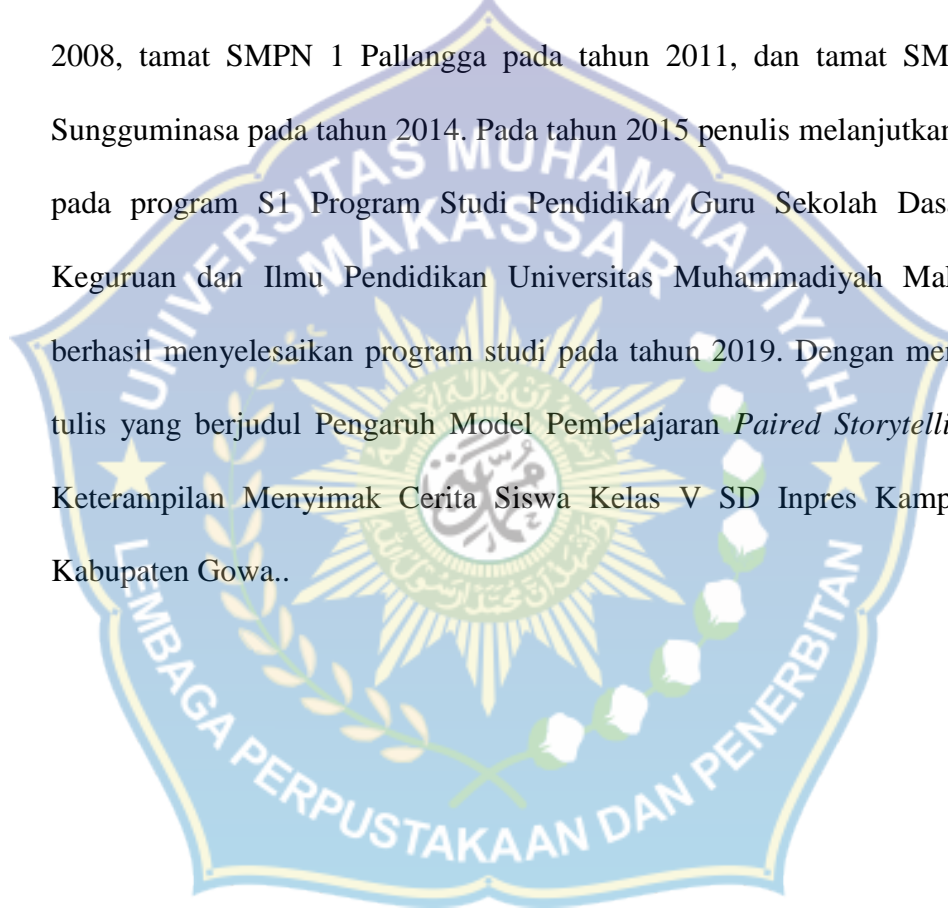 2008, tamat SMPN 1 Pallangga pada tahun 2011, dan tamat SM
Sungguminasa pada tahun 2014. Pada tahun 2015 penulis melanjutkan
pada program S1 Program Studi Pendidikan Guru Sekolah Das
Keguruan dan Ilmu Pendidikan Universitas Muhammadiyah
berhasil menyelesaikan program studi pada tahun 2019. Dengan
tulis yang berjudul Pengaruh Model Pembelajaran Paired Storytelli
Keterampilan Menyimak Cerita Siswa Kelas V SD Inpres Kamp
Kabupaten Gowa..
UNIVERSITAS MUHAMMADIYAH
MAKASSAR
LEMBAGA PERPUSTAKAAN DAN PENERBITAN